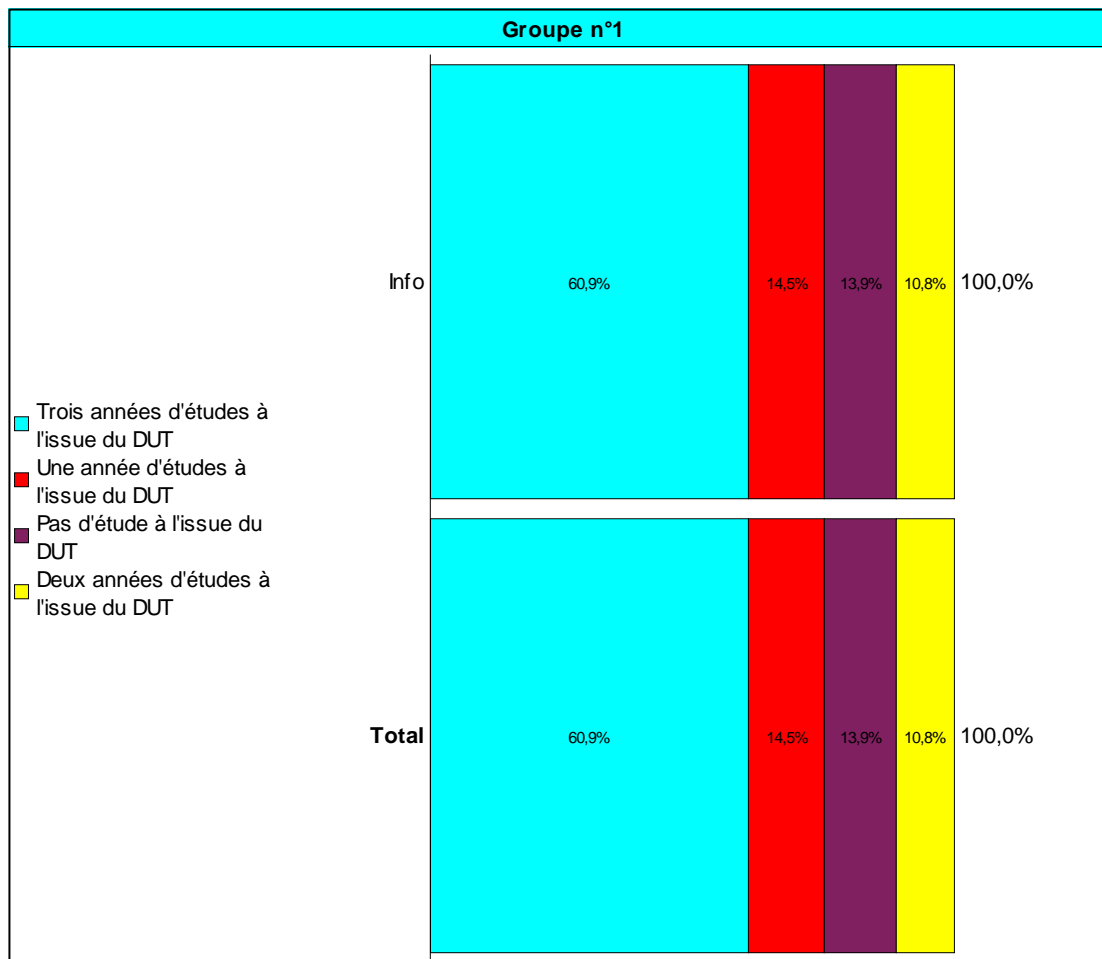 Groupe n°1
Info
60,9%
14,5%
13,9%
10,8%
100,0%
Trois années d'études à
l'issue du DUT
Une année d'études à
l'issue du DUT
Pas d'étude à l'issue du
DUT
Deux années d'études à
l'issue du DUT
Total
60,9%
14,5%
13,9%
10,8%
100,0%